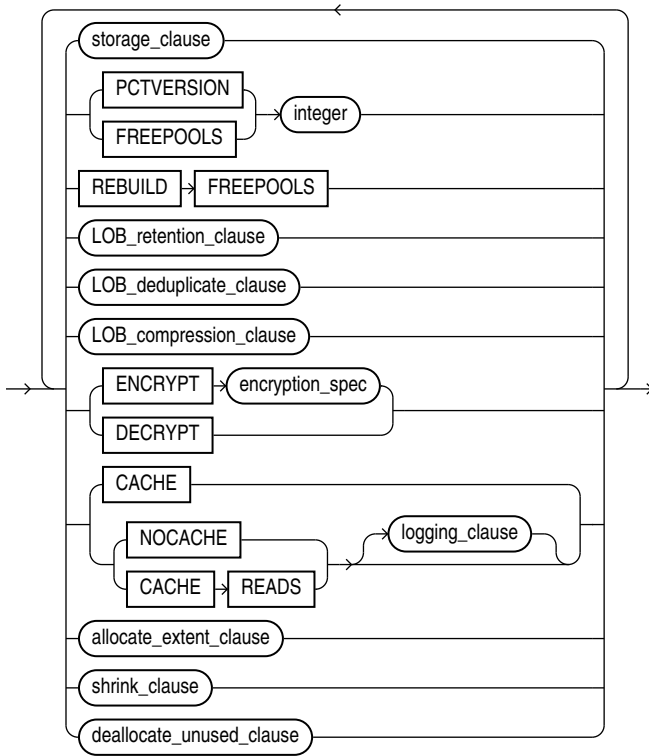 storage_clause
PCTVERSION
FREEPOOLS
integer
REBUILD FREEPOOLS
LOB_retention_clause
LOB_deduplicate_clause
LOB_compression_clause
ENCRYPT encryption_spec
DECRYPT
CACHE
NOCACHE
CACHE READS
logging_clause
allocate_extent_clause
shrink_clause
deallocate_unused_clause